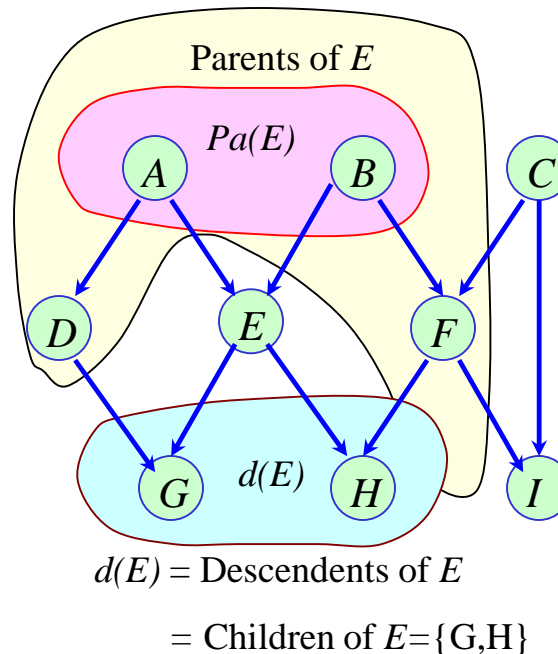 Parents of E
Pa(E)
A B C
D E F
G d(E) H I
d(E) = Descendents of E
= Children of E={G,H}